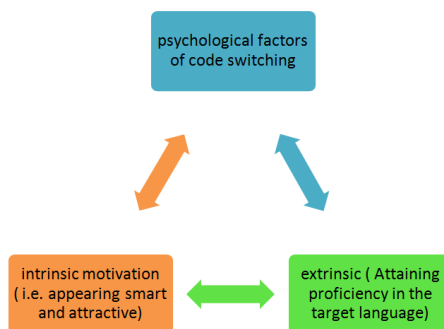 psychological factors
of code switching
intrinsic motivation
( i.e. appearing smart
and attractive)
extrinsic ( Attaining
proficiency in the
target language)